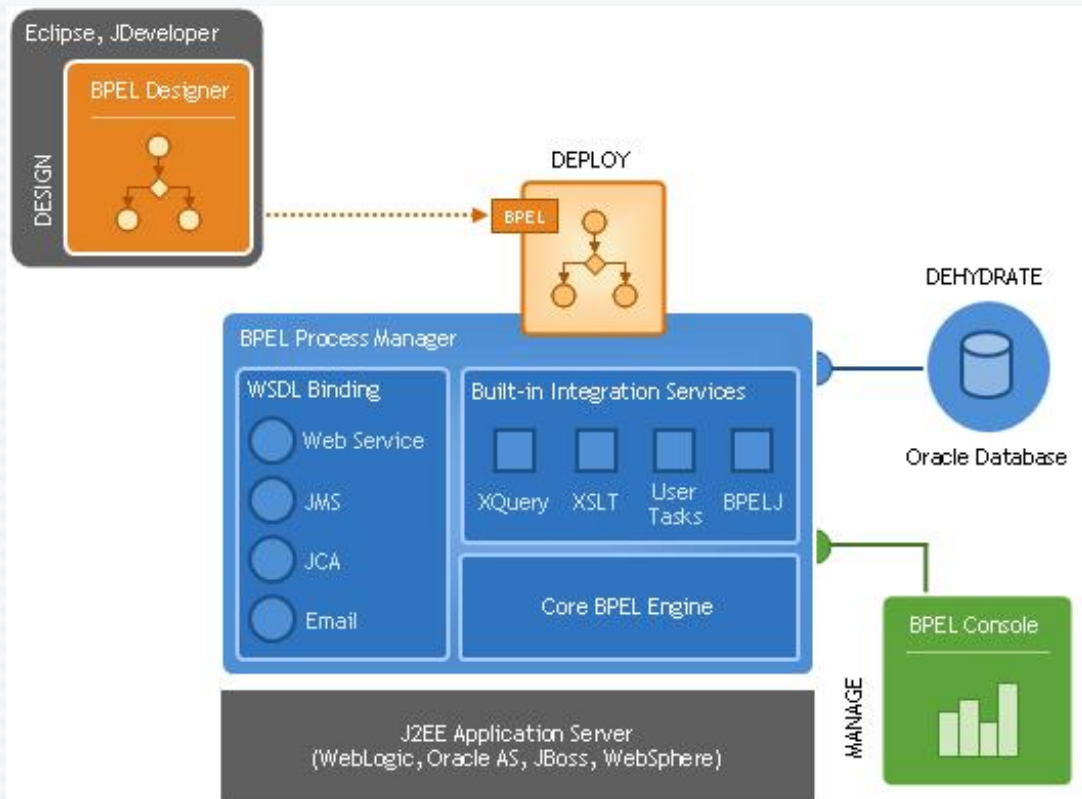 Eclipse, JDeveloper
BPEL Designer
DESIGN
DEPLOY
BPEL
DEHYDRATE
Oracle Database
BPEL Process Manager
WSDL Binding
Web Service
JMS
JCA
Email
Built-in Integration Services
XQuery
XSLT
User
Tasks
BPELJ
Core BPEL Engine
BPEL Console
MANAGE
J2EE Application Server
(WebLogic, Oracle AS, JBoss, WebSphere)